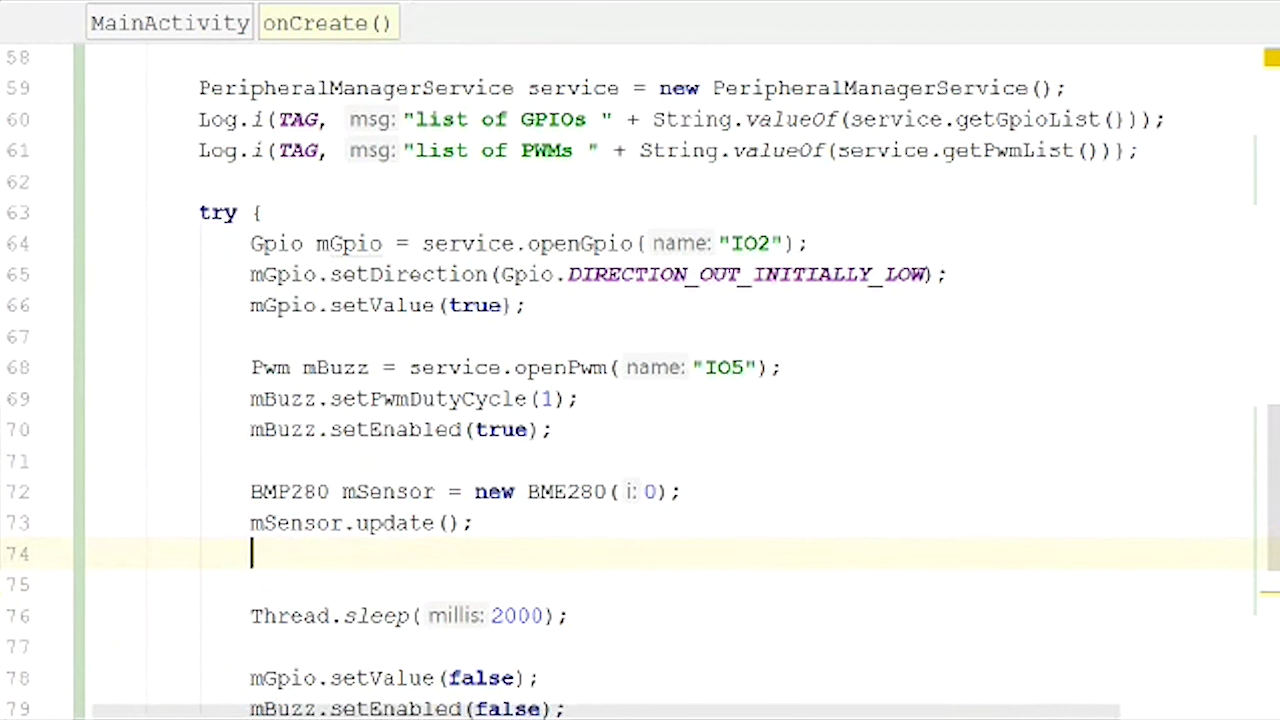 MainActivity onCreate()
58
59 PeripheralManagerService service = new PeripheralManagerService();
60 Log.i(TAG, msg: "list of GPIOs " + String.valueOf(service.getGpioList()));
61 Log.i(TAG, msg: "list of PWMs " + String.valueOf(service.getPwmList()));
62
63 try {
64 Gpio mGpio = service.openGpio( name: "IO2");
65 mGpio.setDirection(Gpio.DIRECTION_OUT_INITIALLY_LOW);
66 mGpio.setValue(true);
67
68 Pwm mBuzz = service.openPwm( name: "IO5");
69 mBuzz.setPwmDutyCycle(1);
70 mBuzz.setEnabled(true);
71
72 BMP280 mSensor = new BME280( i: 0);
73 mSensor.update();
74
75
76 Thread.sleep( millis: 2000);
77
78 mGpio.setValue(false);
79 mBuzz.setEnabled(false);